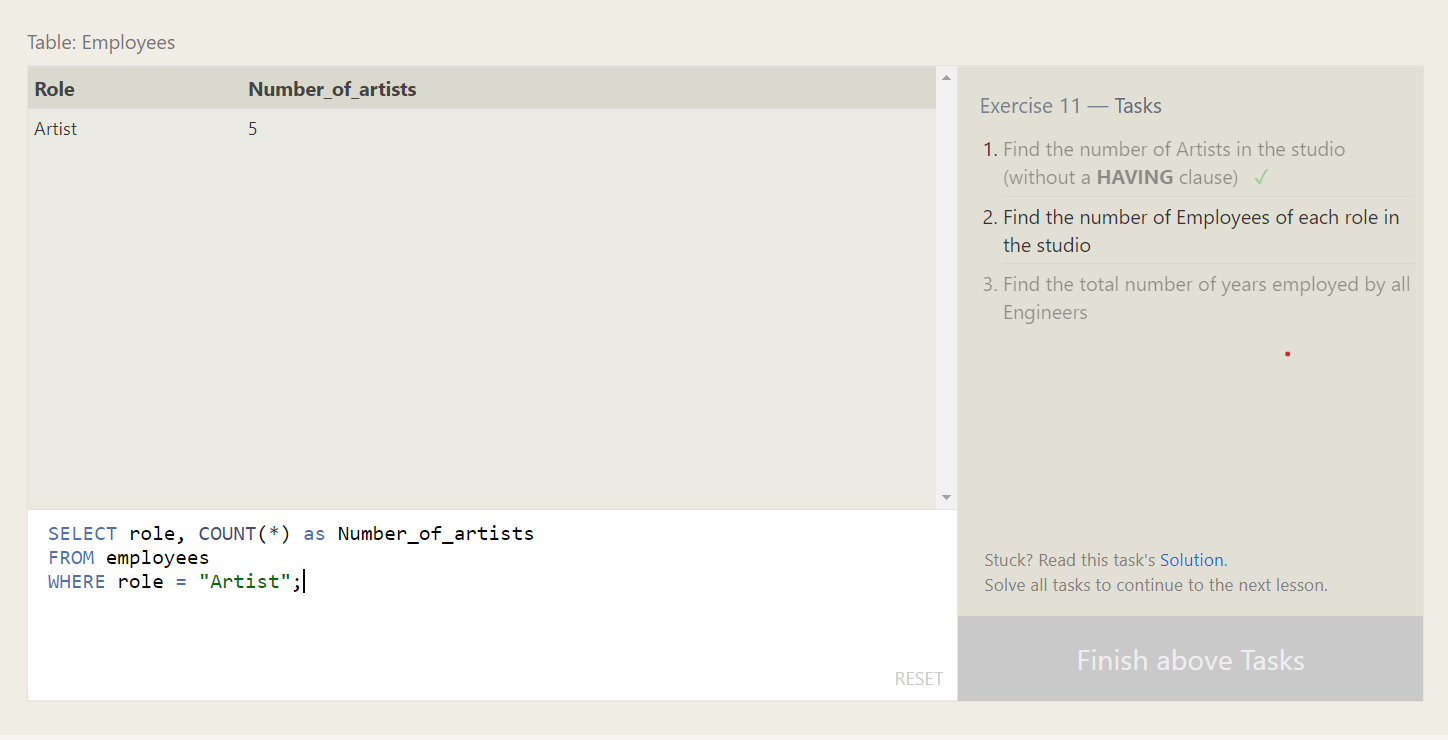 Table: Employees
Role Number_of_artists
Artist 5
SELECT role, COUNT(*) as Number_of_artists
FROM employees
WHERE role = "Artist";
RESET
Exercise 11 — Tasks
1. Find the number of Artists in the studio
(without a HAVING clause) ✓
2. Find the number of Employees of each role in
the studio
3. Find the total number of years employed by all
Engineers
Stuck? Read this task's Solution.
Solve all tasks to continue to the next lesson.
Finish above Tasks